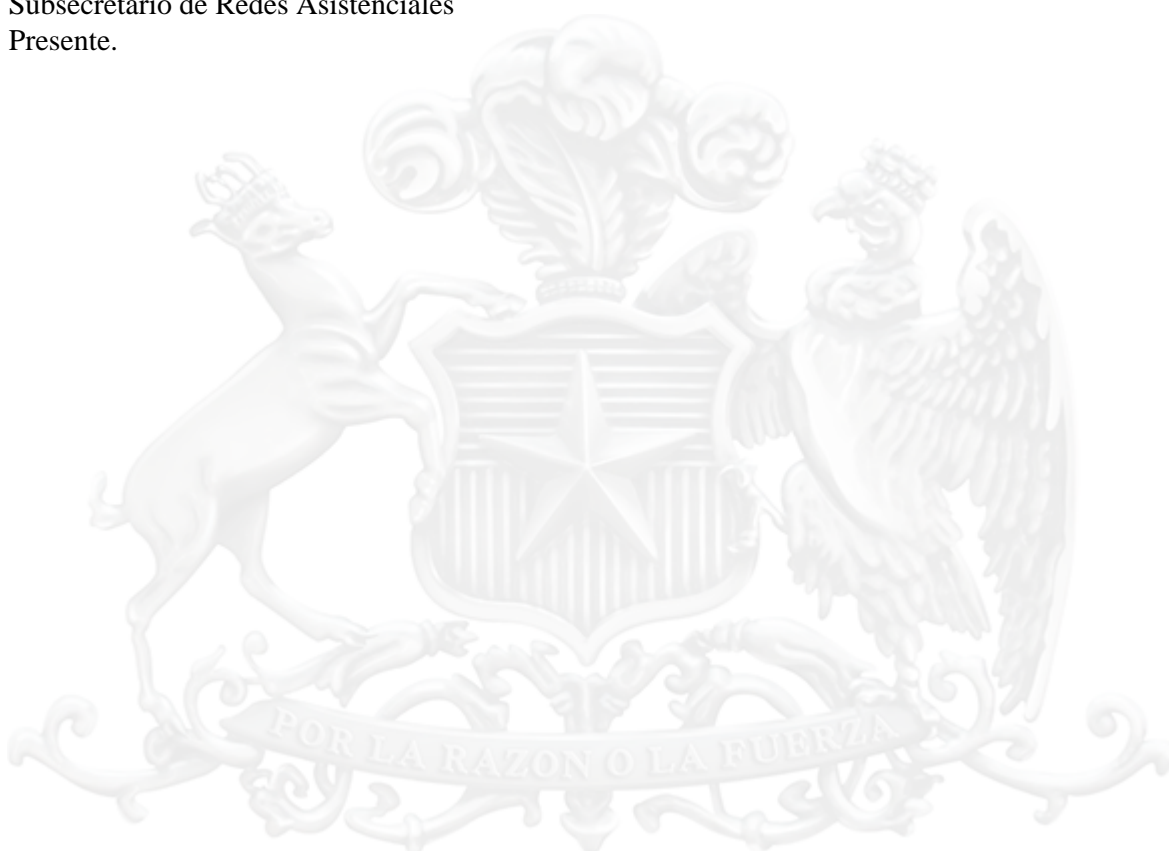 Subsecretario de Redes Asistenciales
Presente.
POR LA RAZON O LA FUERZA